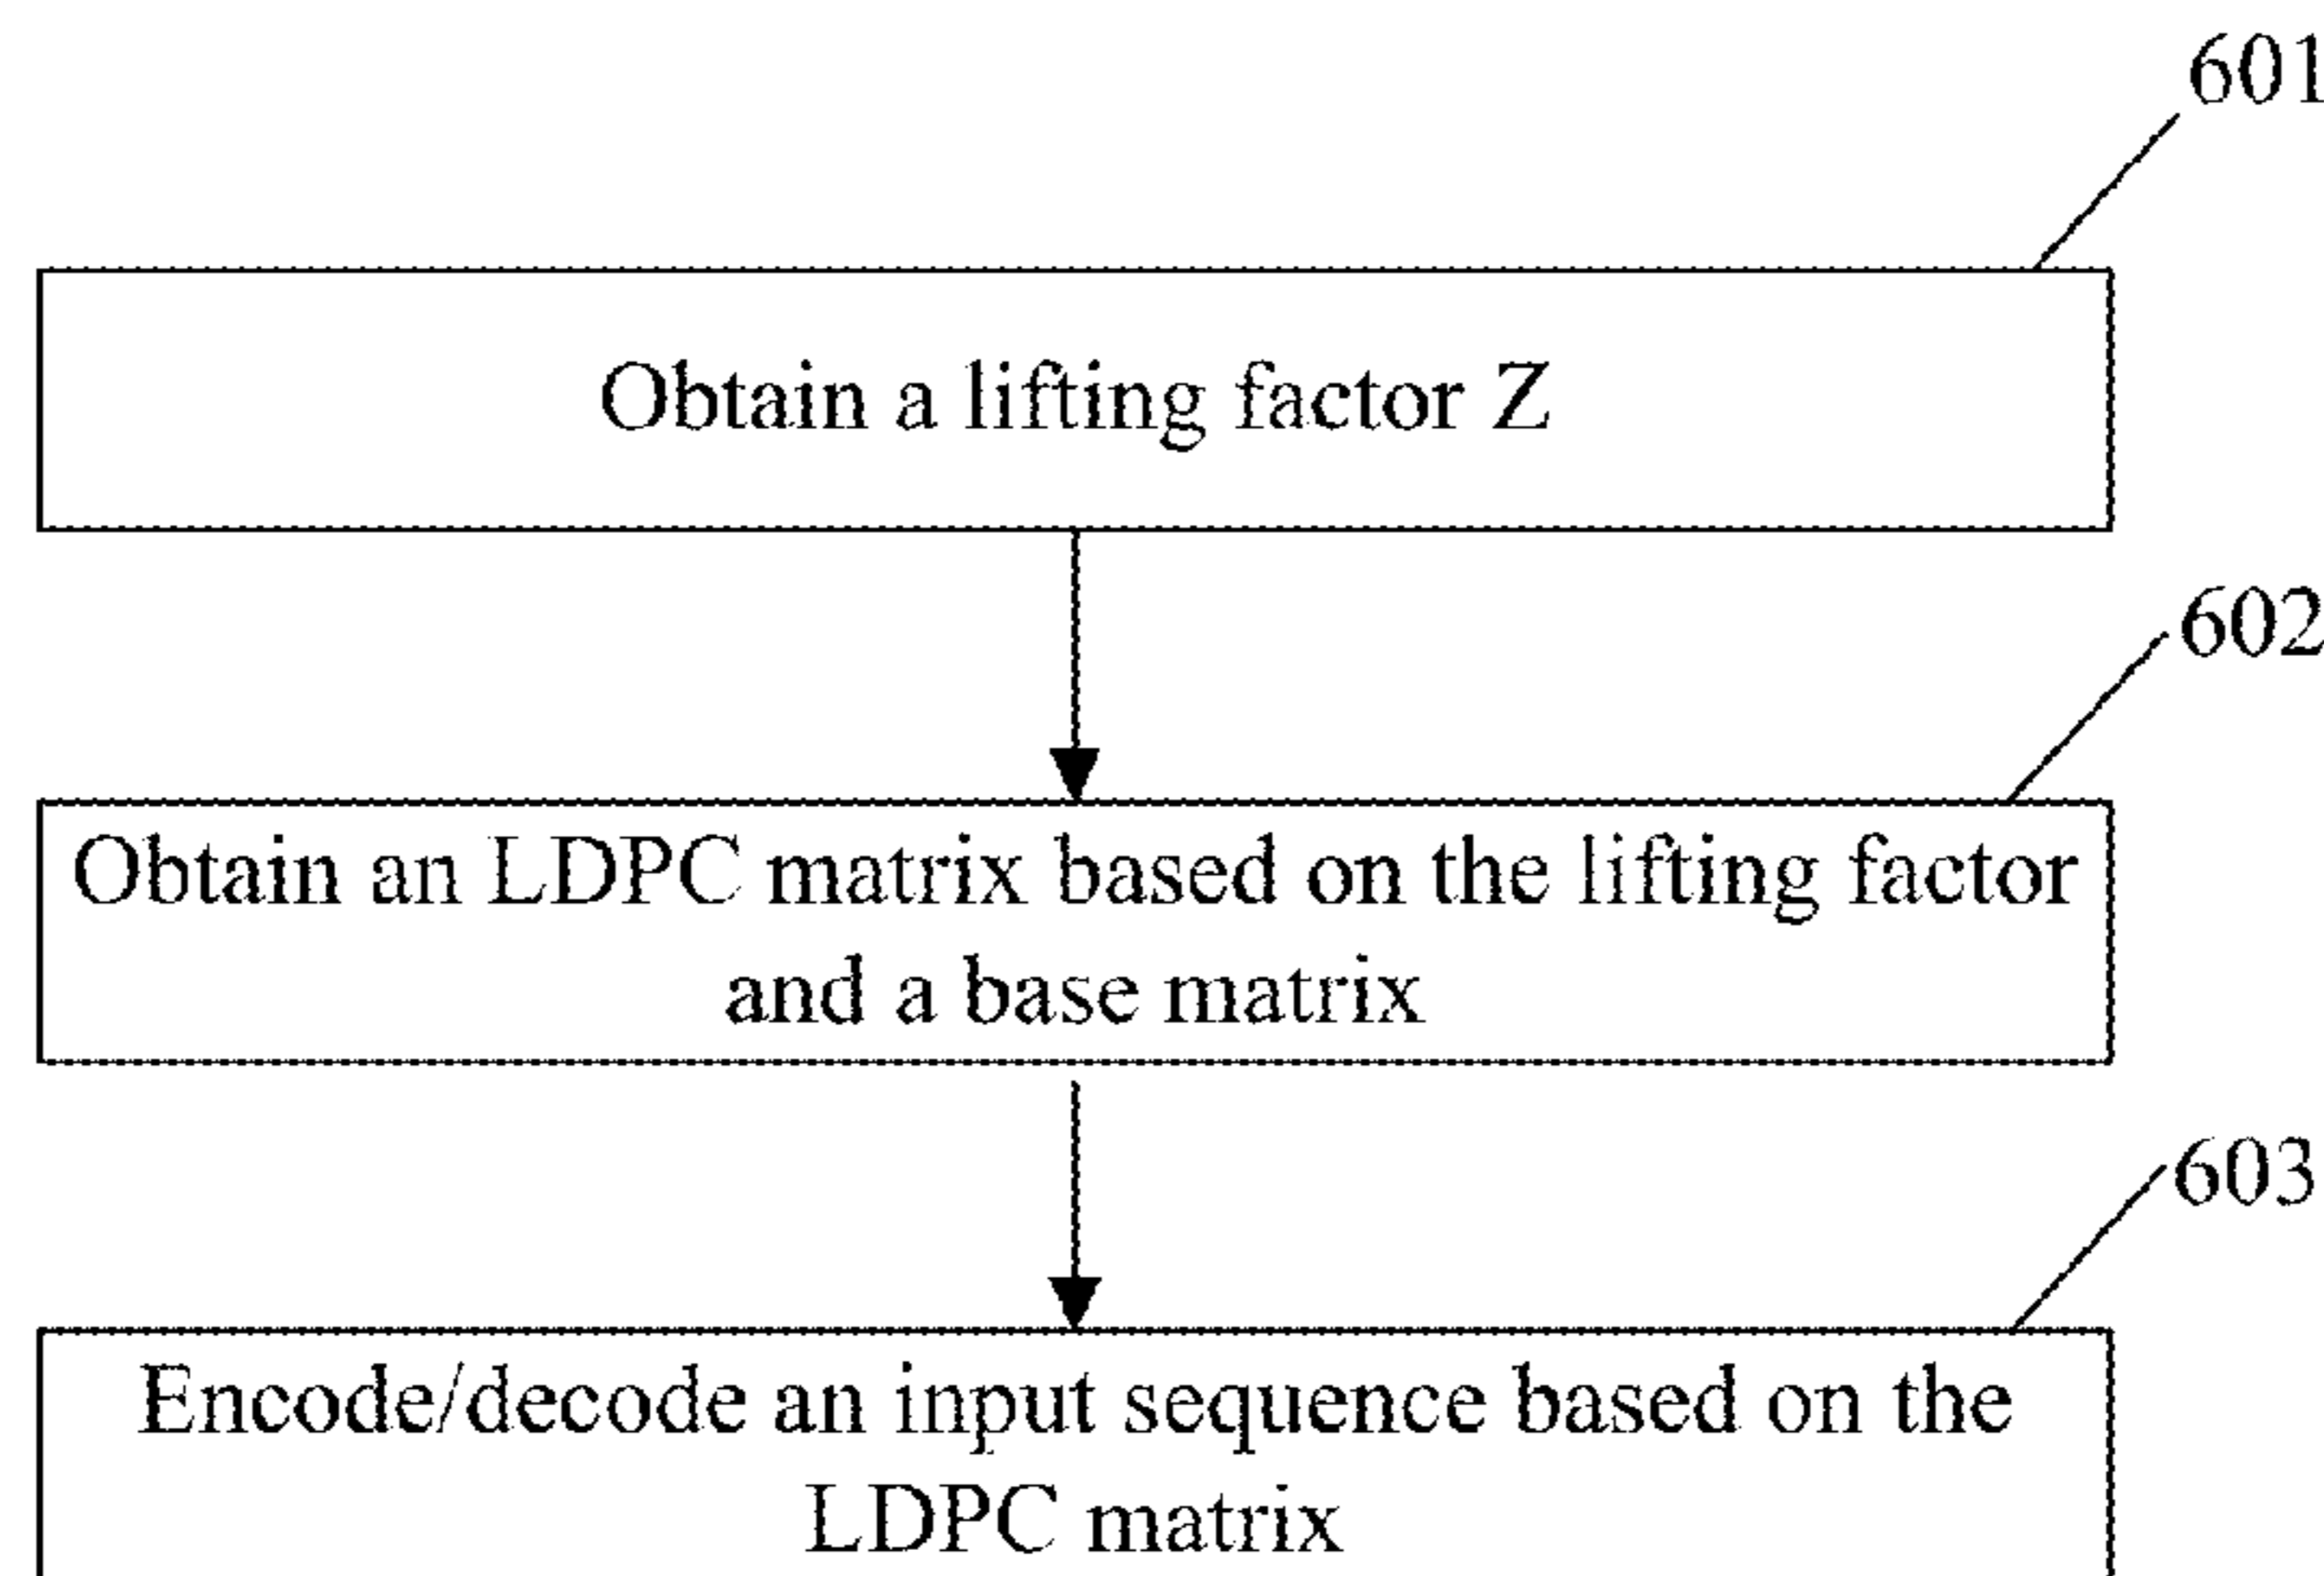 601
Obtain a lifting factor Z
602
Obtain an LDPC matrix based on the lifting factor
and a base matrix
603
Encode/decode an input sequence based on the
LDPC matrix